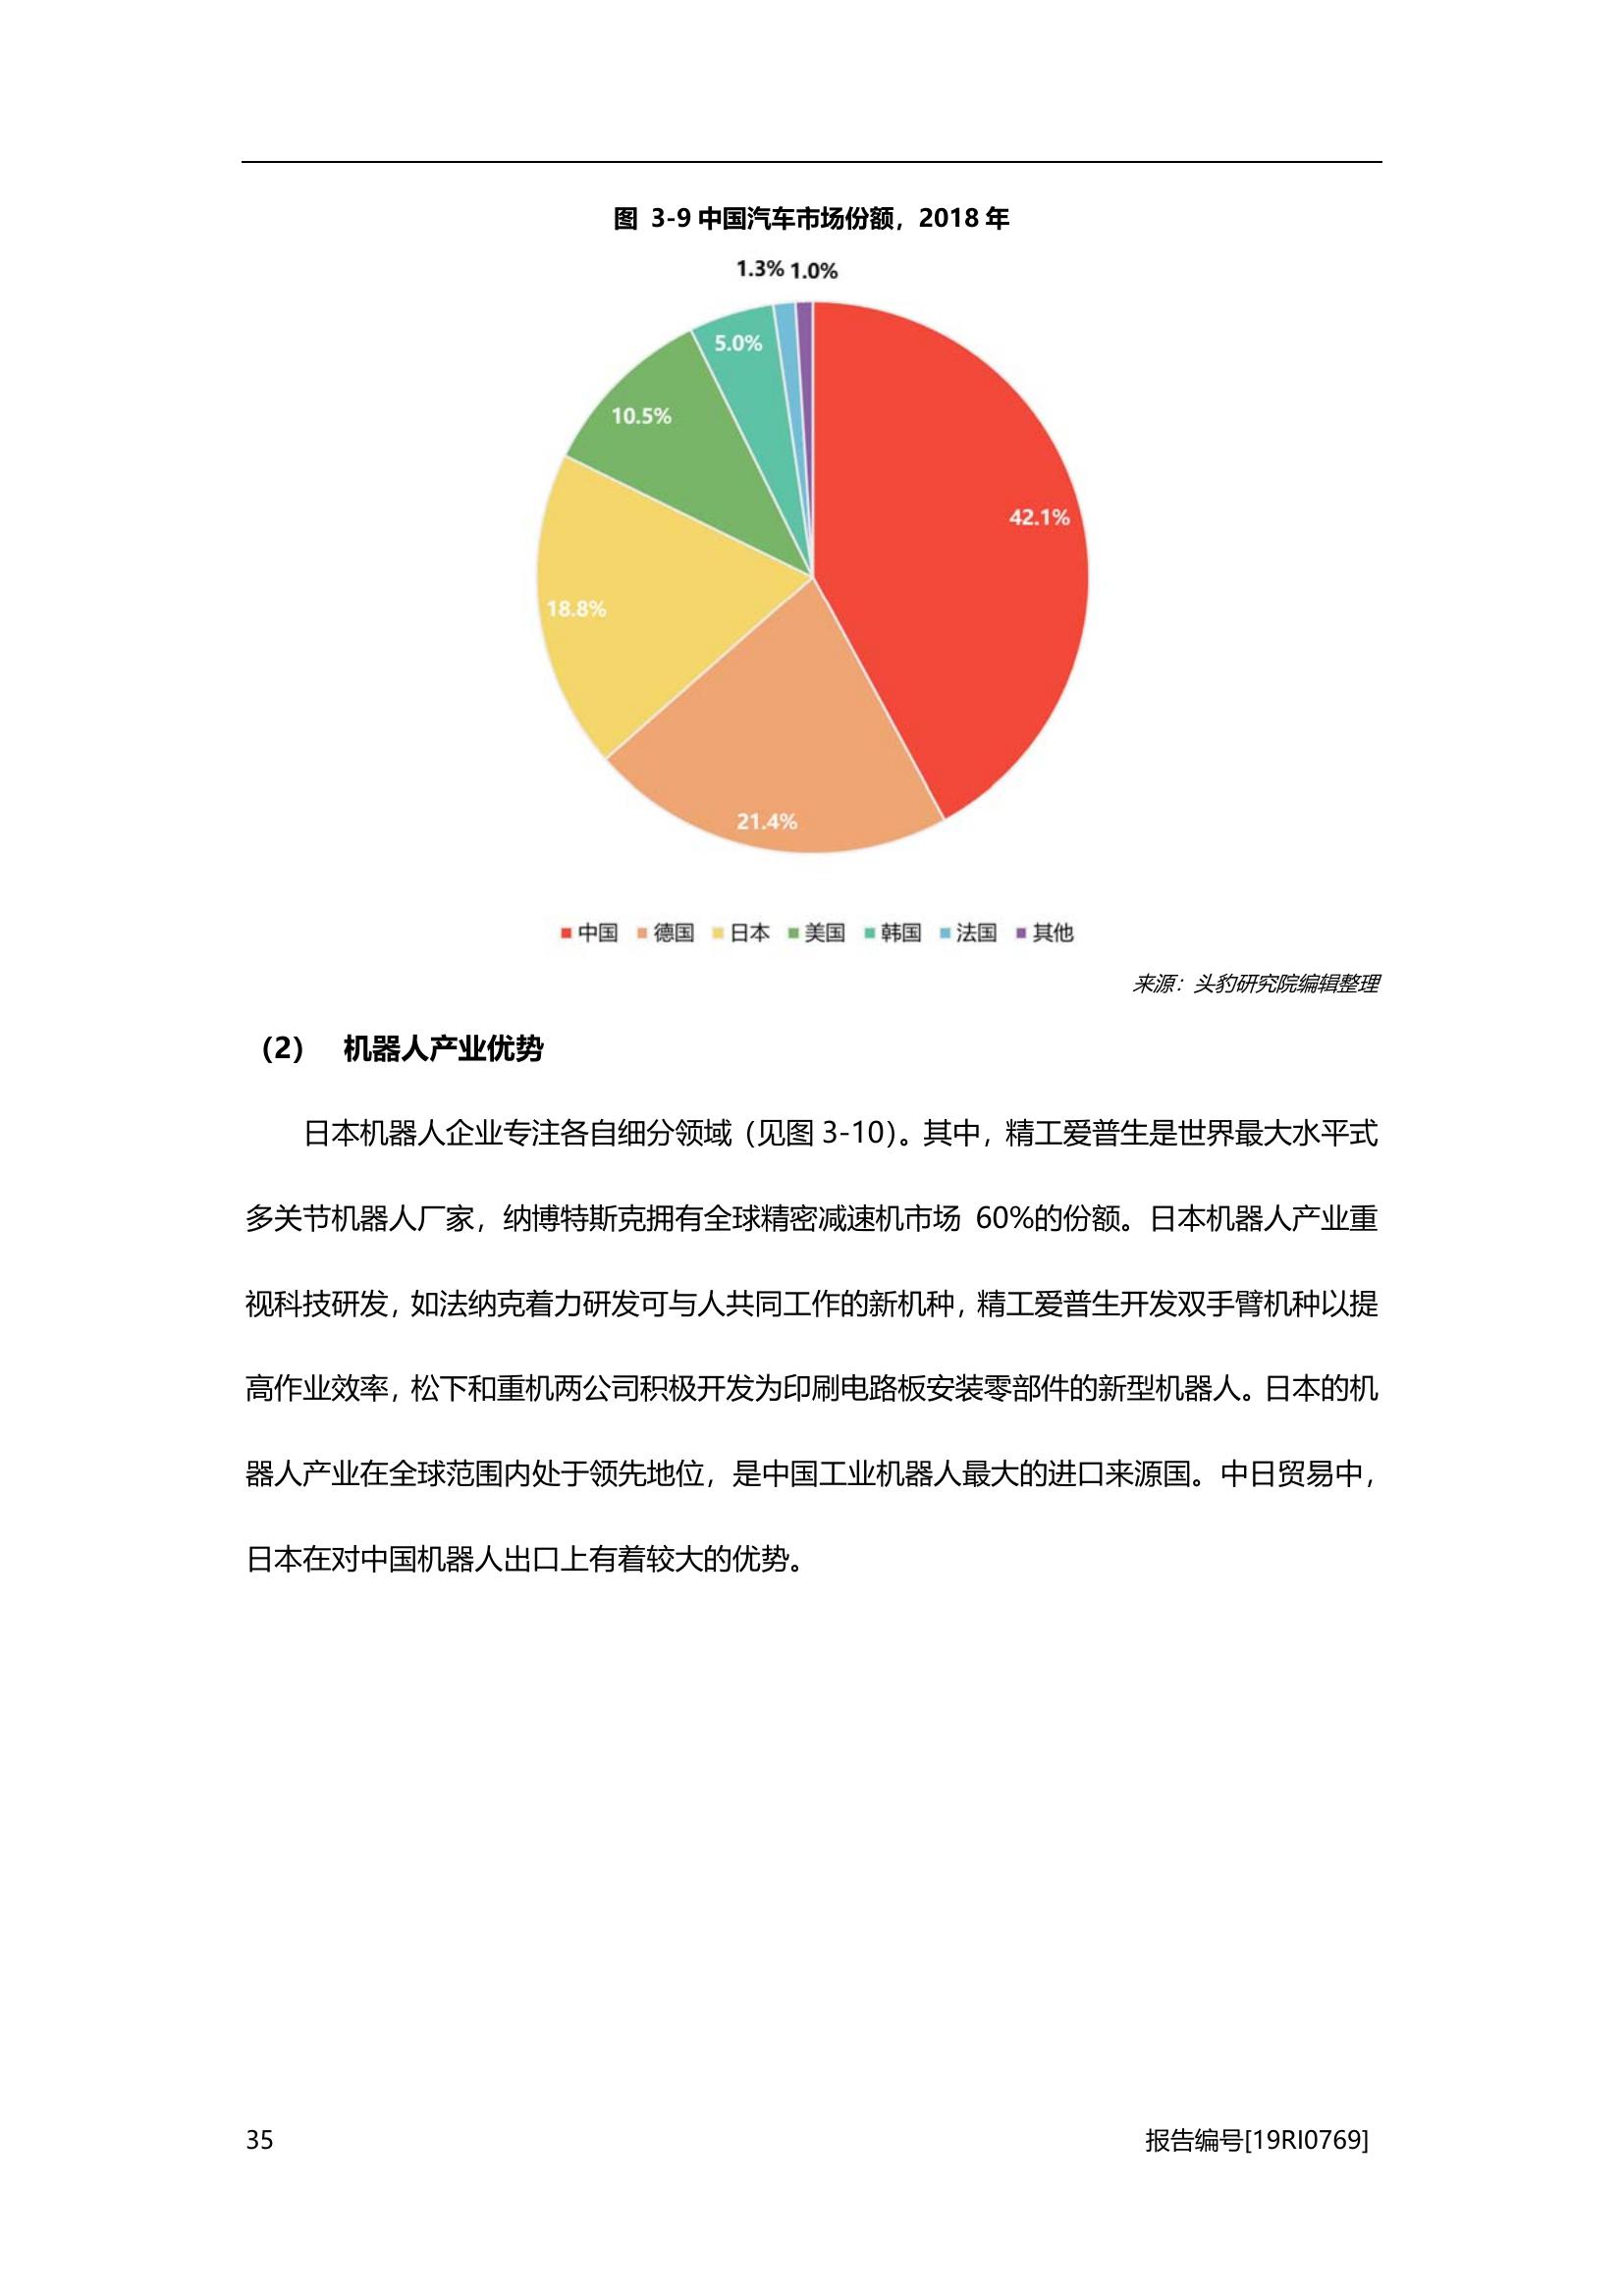 图 3-9 中国汽车市场份额，2018 年
1.3% 1.0%
5.0%
10.5%
42.1%
18.8%
21.4%
中国 德国 日本 美国 韩国 法国 其他
来源：头豹研究院编辑整理
（2） 机器人产业优势
日本机器人企业专注各自细分领域（见图 3-10）。其中，精工爱普生是世界最大水平式
多关节机器人厂家，纳博特斯克拥有全球精密减速机市场 60%的份额。日本机器人产业重
视科技研发，如法纳克着力研发可与人共同工作的新机种，精工爱普生开发双手臂机种以提
高作业效率，松下和重机两公司积极开发为印刷电路板安装零部件的新型机器人。日本的机
器人产业在全球范围内处于领先地位，是中国工业机器人最大的进口来源国。中日贸易中，
日本在对中国机器人出口上有着较大的优势。
35 报告编号[19RI0769]